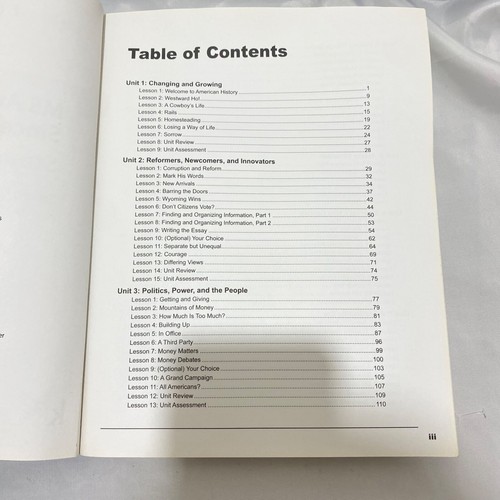 Table of Contents
Unit 1: Changing and Growing
Lesson 1: Welcome to American History 1
Lesson 2: Westward Ho! 9
Lesson 3: A Cowboy's Life 13
Lesson 4: Rails 15
Lesson 5: Homesteading 19
Lesson 6: Losing a Way of Life 22
Lesson 7: Sorrow 24
Lesson 8: Unit Review 27
Lesson 9: Unit Assessment 28
Unit 2: Reformers, Newcomers, and Innovators
Lesson 1: Corruption and Reform 29
Lesson 2: Mark His Words 32
Lesson 3: New Arrivals 34
Lesson 4: Barring the Doors 37
Lesson 5: Wyoming Wins 42
Lesson 6: Don't Citizens Vote? 44
Lesson 7: Finding and Organizing Information, Part 1 50
Lesson 8: Finding and Organizing Information, Part 2 53
Lesson 9: Writing the Essay 54
Lesson 10: (Optional) Your Choice 62
Lesson 11: Separate but Unequal 64
Lesson 12: Courage 69
Lesson 13: Differing Views 71
Lesson 14: Unit Review 74
Lesson 15: Unit Assessment 75
Unit 3: Politics, Power, and the People
Lesson 1: Getting and Giving 77
Lesson 2: Mountains of Money 79
Lesson 3: How Much Is Too Much? 81
Lesson 4: Building Up 83
Lesson 5: In Office 87
Lesson 6: A Third Party 96
Lesson 7: Money Matters 99
Lesson 8: Money Debates 100
Lesson 9: (Optional) Your Choice 103
Lesson 10: A Grand Campaign 105
Lesson 11: All Americans? 107
Lesson 12: Unit Review 109
Lesson 13: Unit Assessment 110
iii